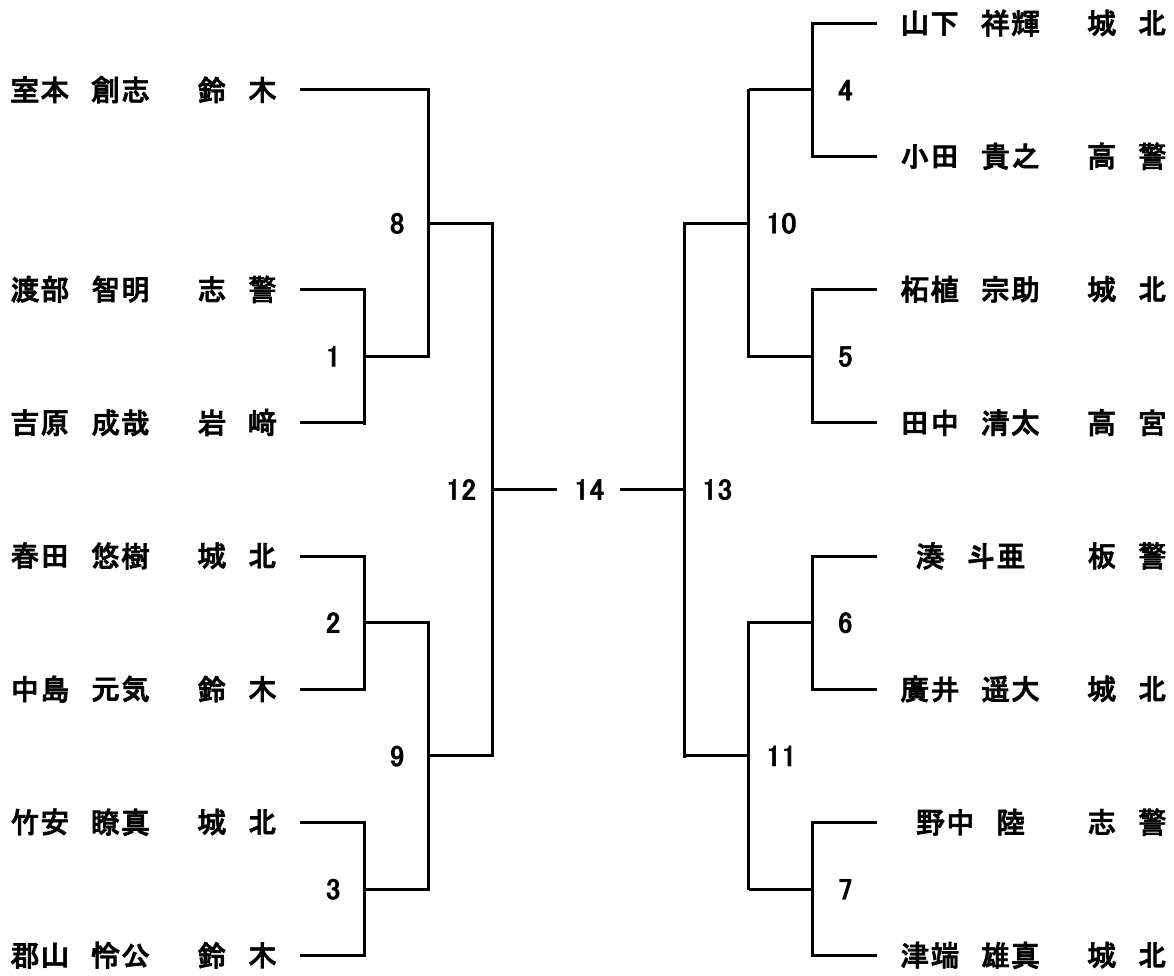 山下 祥輝 城 北
室本 創志 鈴 木
4
小田 貴之 高 警
8
10
渡部 智明 志 警
柘植 宗助 城 北
1
5
吉原 成哉 岩 﨑
田中 清太 高 宮
12
14
13
春田 悠樹 城 北
湊 斗亜 板 警
2
6
中島 元気 鈴 木
廣井 遥大 城 北
9
11
竹安 瞭真 城 北
野中 陸 志 警
3
7
郡山 怜公 鈴 木
津端 雄真 城 北